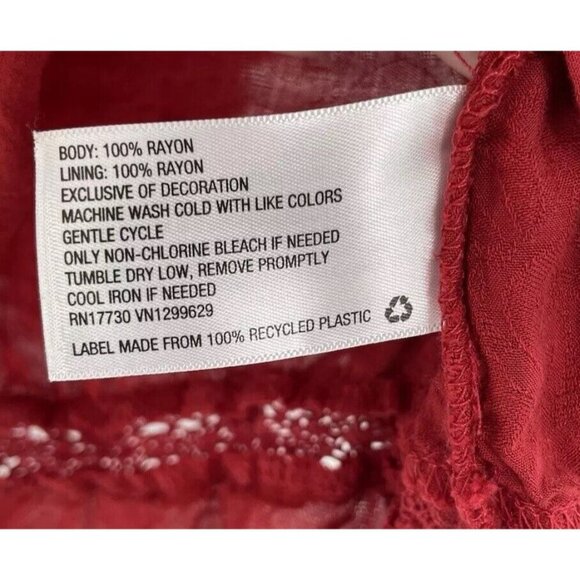 BODY: 100% RAYON
LINING: 100% RAYON
EXCLUSIVE OF DECORATION
MACHINE WASH COLD WITH LIKE COLORS
GENTLE CYCLE
ONLY NON-CHLORINE BLEACH IF NEEDED
TUMBLE DRY LOW, REMOVE PROMPTLY
COOL IRON IF NEEDED
RN17730 VN1299629
LABEL MADE FROM 100% RECYCLED PLASTIC